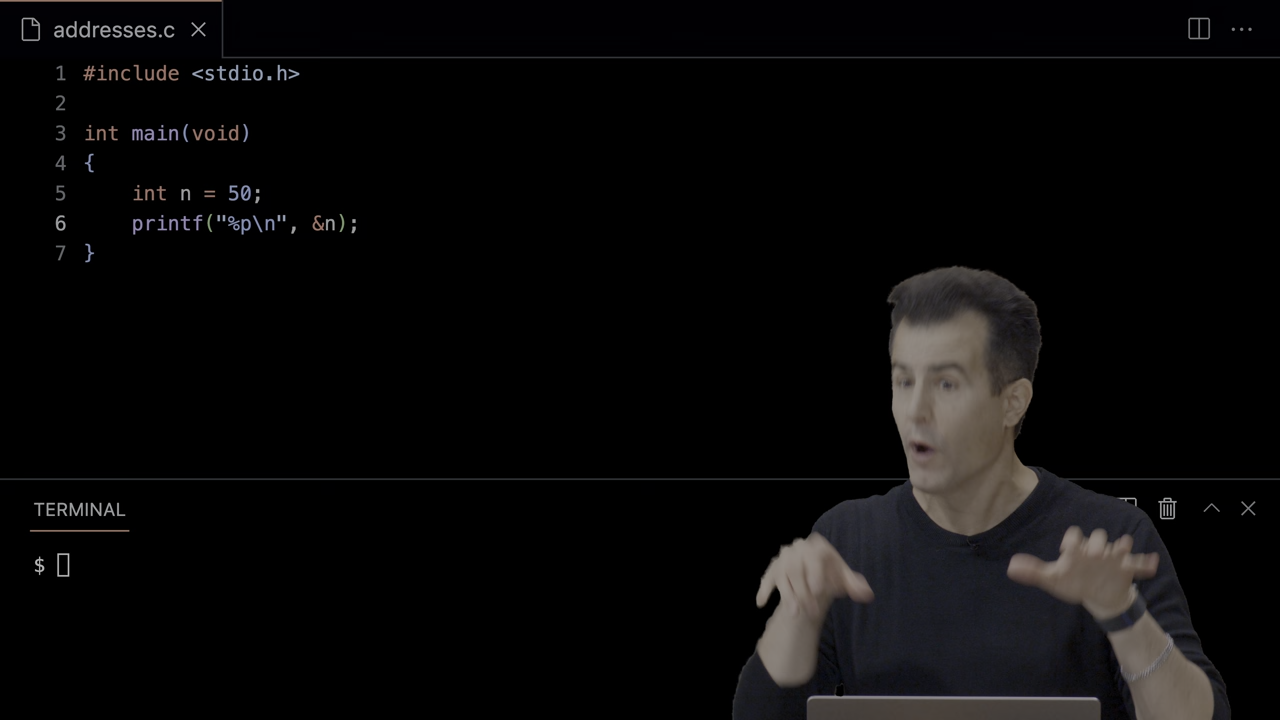 addresses.c
1 #include <stdio.h>
2
3 int main(void)
4 {
5     int n = 50;
6     printf("%p\n", &n);
7 }
TERMINAL
$